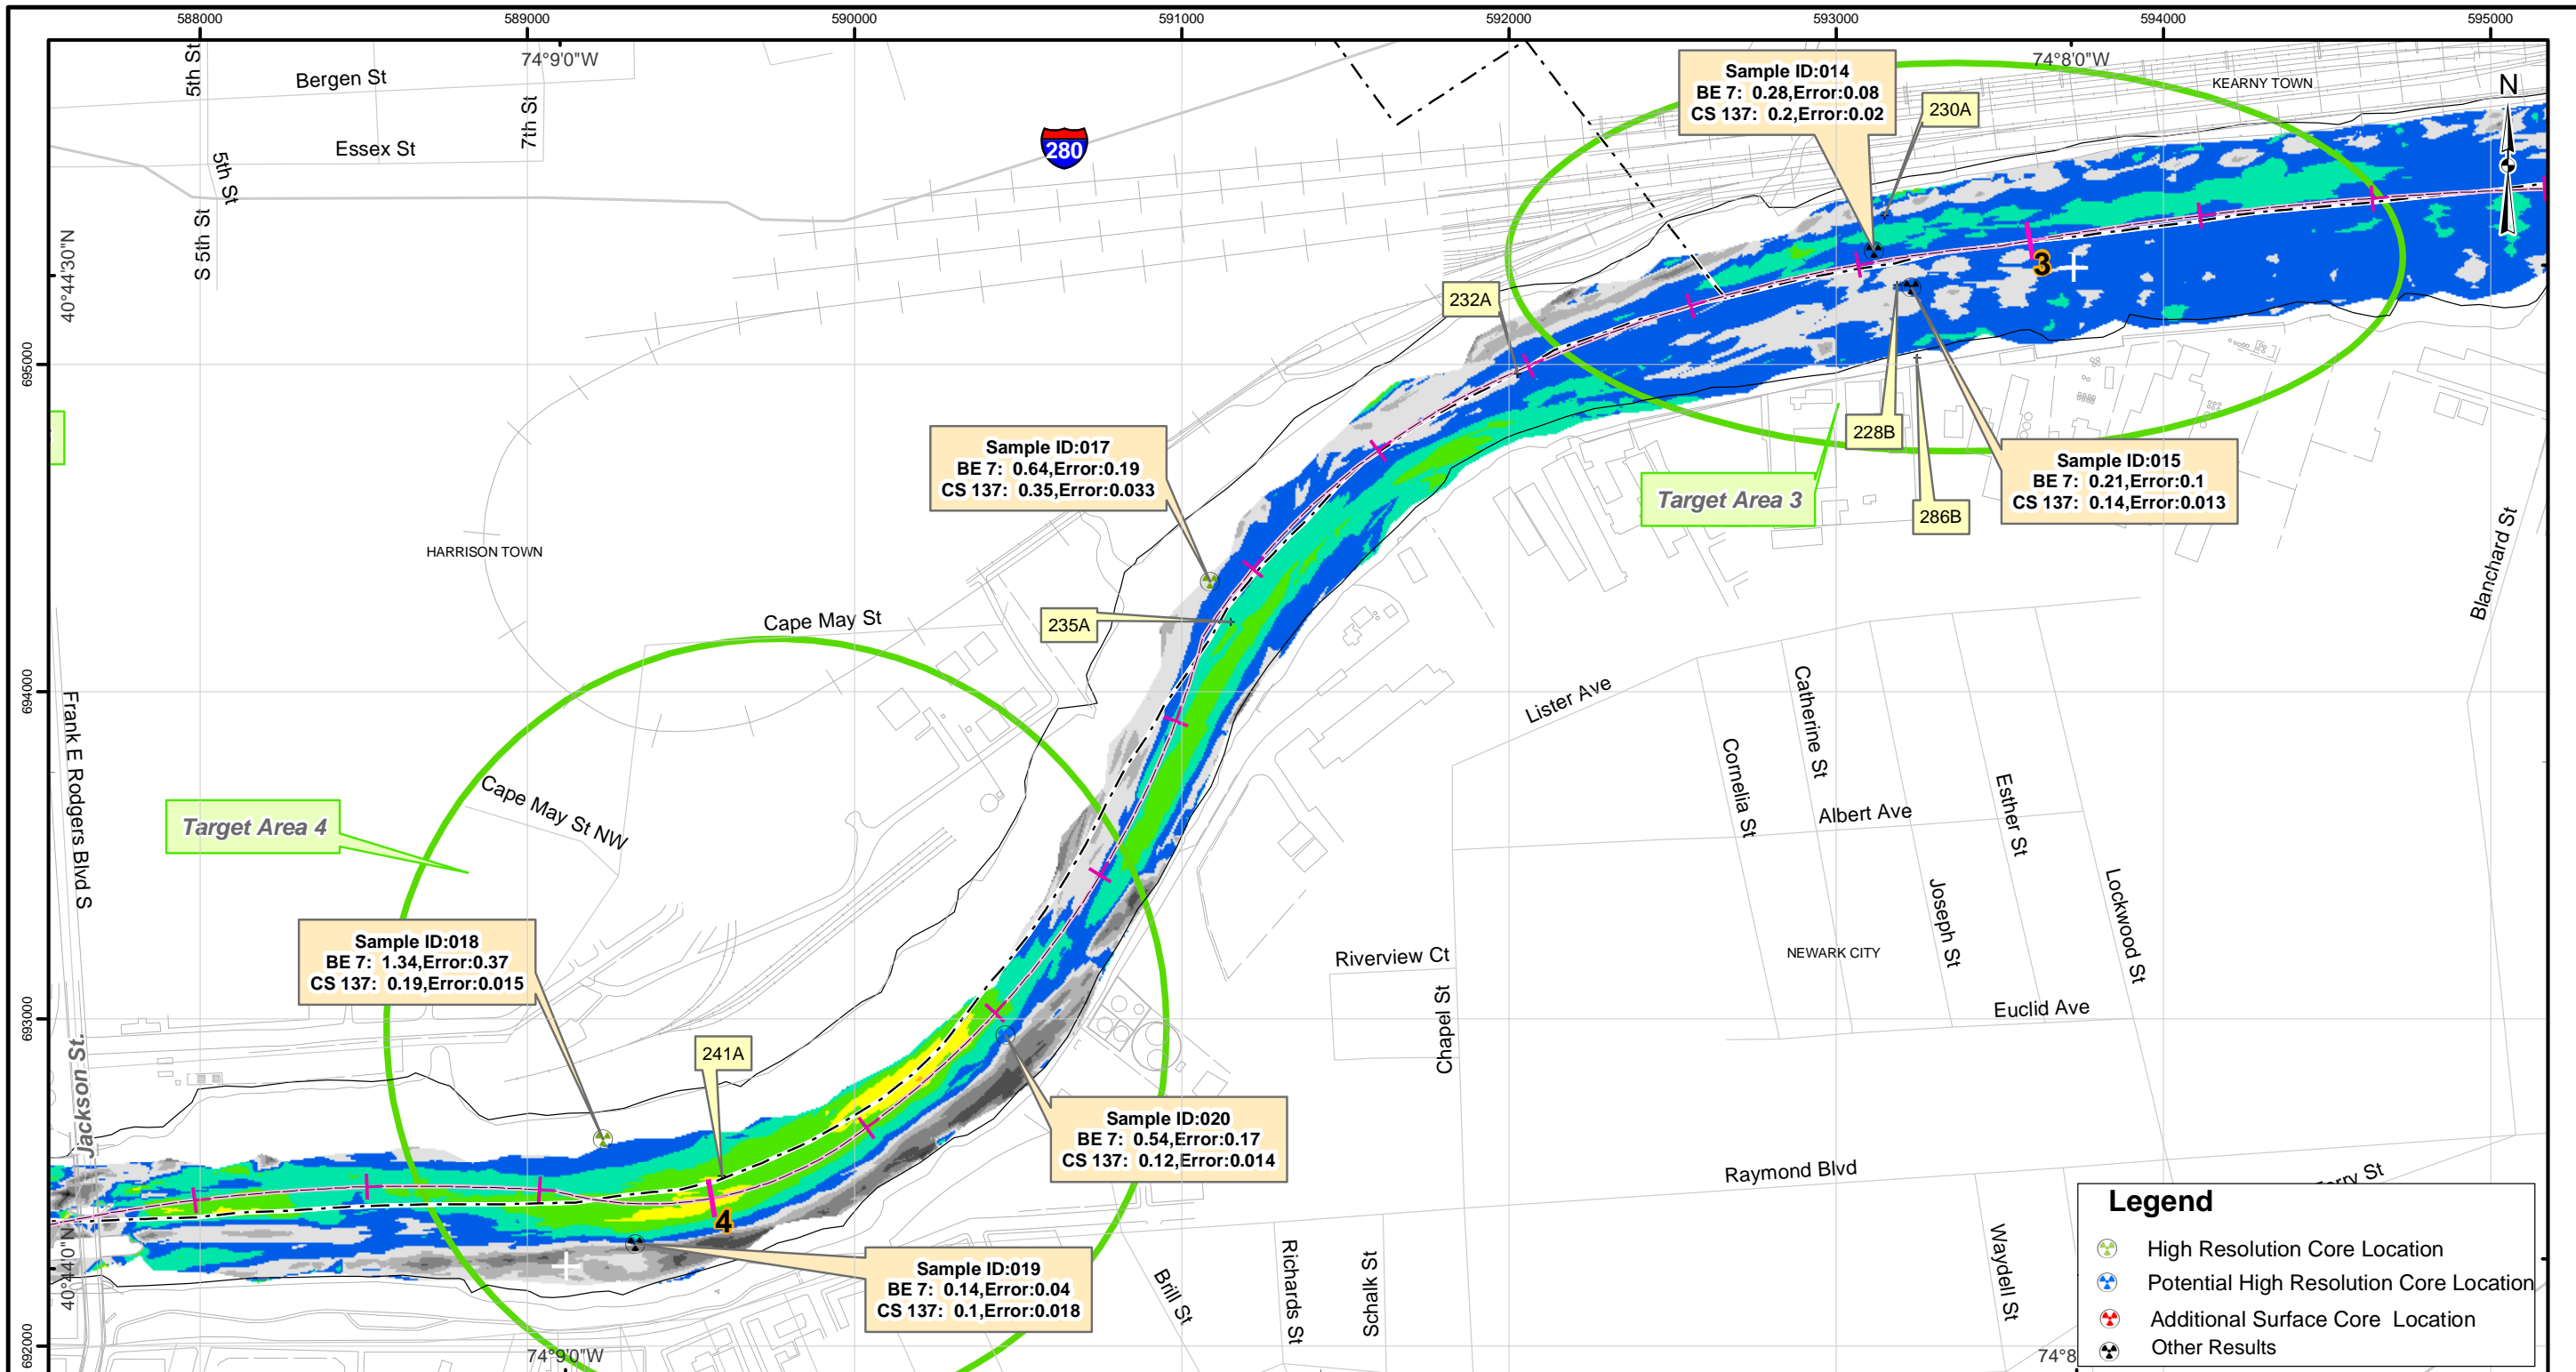 588000
589000
590000
591000
592000
593000
594000
595000
74°9'0"W
74°8'0"W
5th St
Bergen St
7th St
Essex St
5th St
S 5th St
280
KEARNY TOWN
N
Sample ID:014
BE 7: 0.28,Error:0.08
CS 137: 0.2,Error:0.02
230A
40°44'30"N
232A
3
695000
228B
Sample ID:017
BE 7: 0.64,Error:0.19
CS 137: 0.35,Error:0.033
Target Area 3
286B
Sample ID:015
BE 7: 0.21,Error:0.1
CS 137: 0.14,Error:0.013
Blanchard St
HARRISON TOWN
Cape May St
235A
694000
Frank E Rodgers Blvd S
Lister Ave
Catherine St
Cornelia St
Albert Ave
Esther St
Target Area 4
Cape May St NW
Joseph St
Lockwood St
Sample ID:018
BE 7: 1.34,Error:0.37
CS 137: 0.19,Error:0.015
Riverview Ct
NEWARK CITY
Chapel St
Euclid Ave
693000
Jackson St.
241A
Sample ID:020
BE 7: 0.54,Error:0.17
CS 137: 0.12,Error:0.014
Raymond Blvd
4
40°44'0"N
Sample ID:019
BE 7: 0.14,Error:0.04
CS 137: 0.1,Error:0.018
Brill St
Richards St
Schalk St
Waydell St
692000
74°9'0"W
74°8
Legend
High Resolution Core Location
Potential High Resolution Core Location
Additional Surface Core Location
Other Results